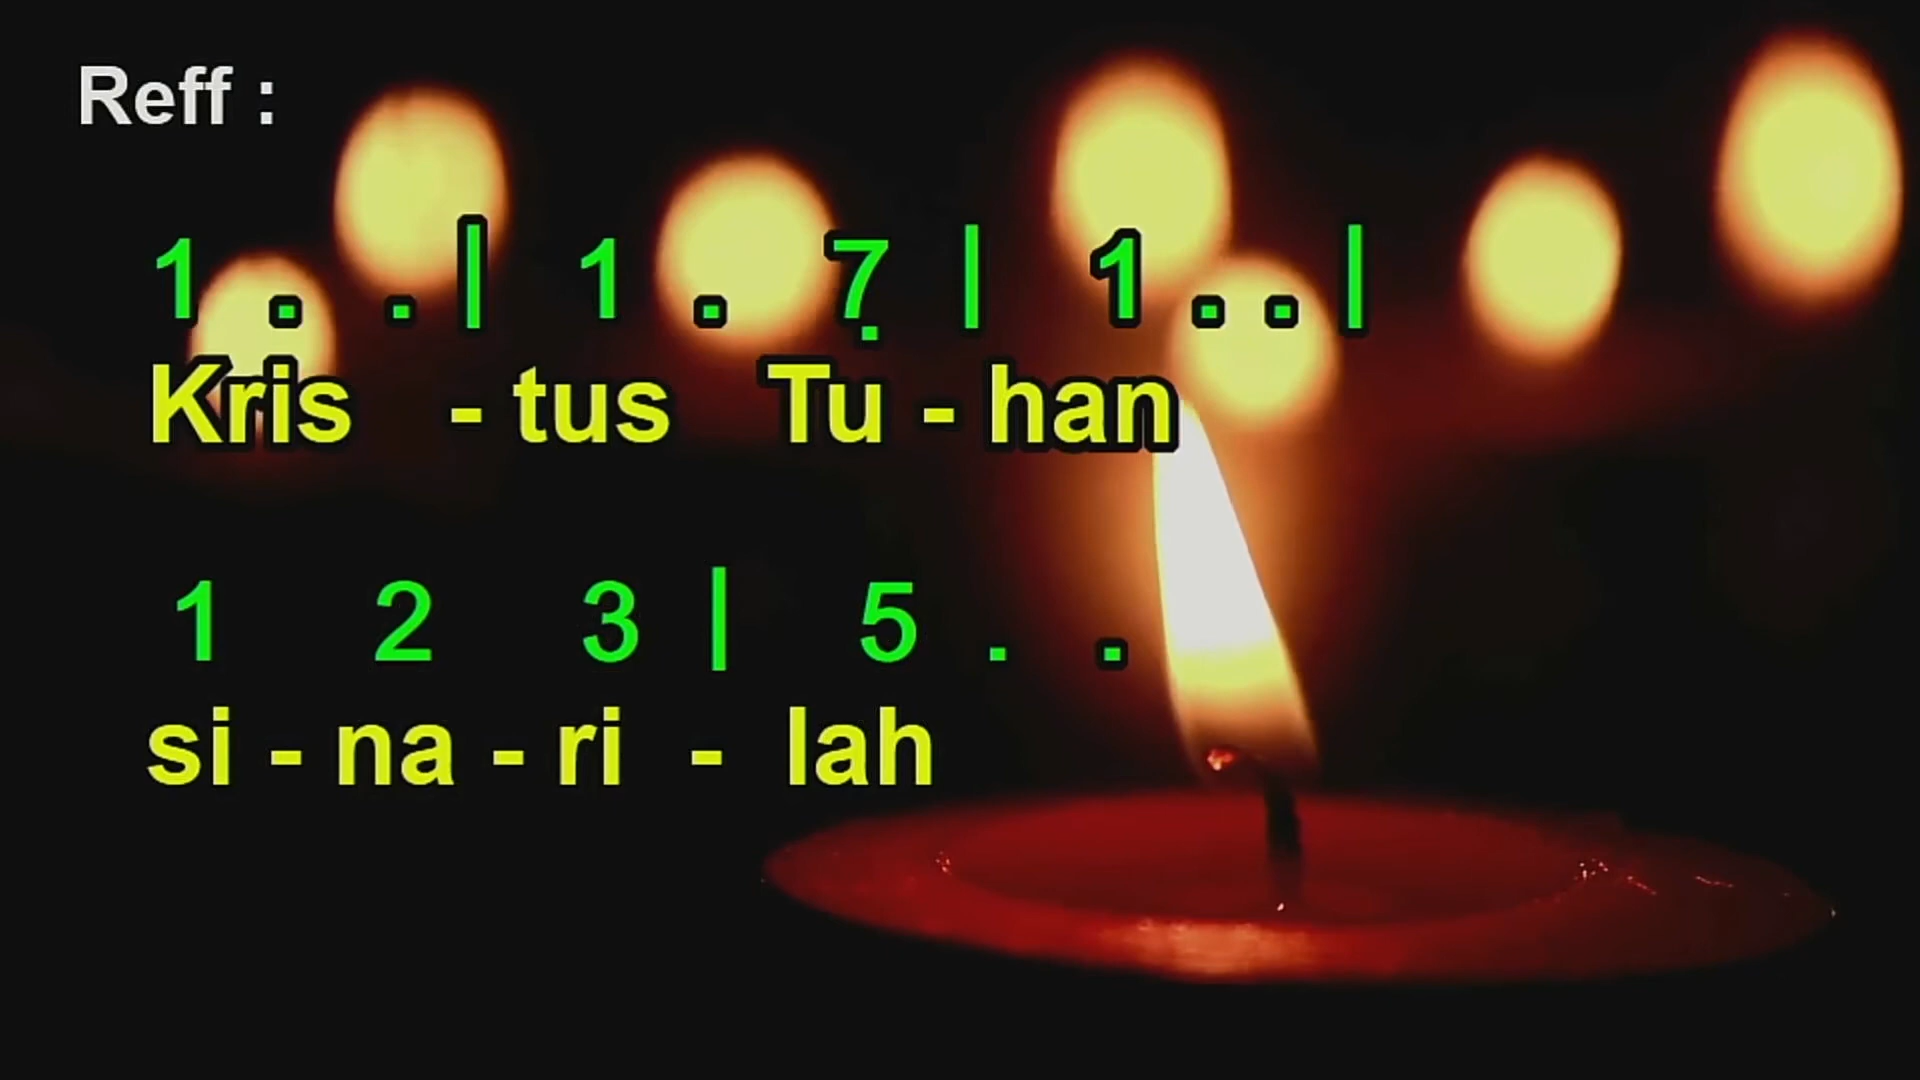 Reff :
1 . . | 1 . 7̣ | 1 . . |
Kris - tus Tu - han
1 2 3 | 5 . .
si - na - ri - lah